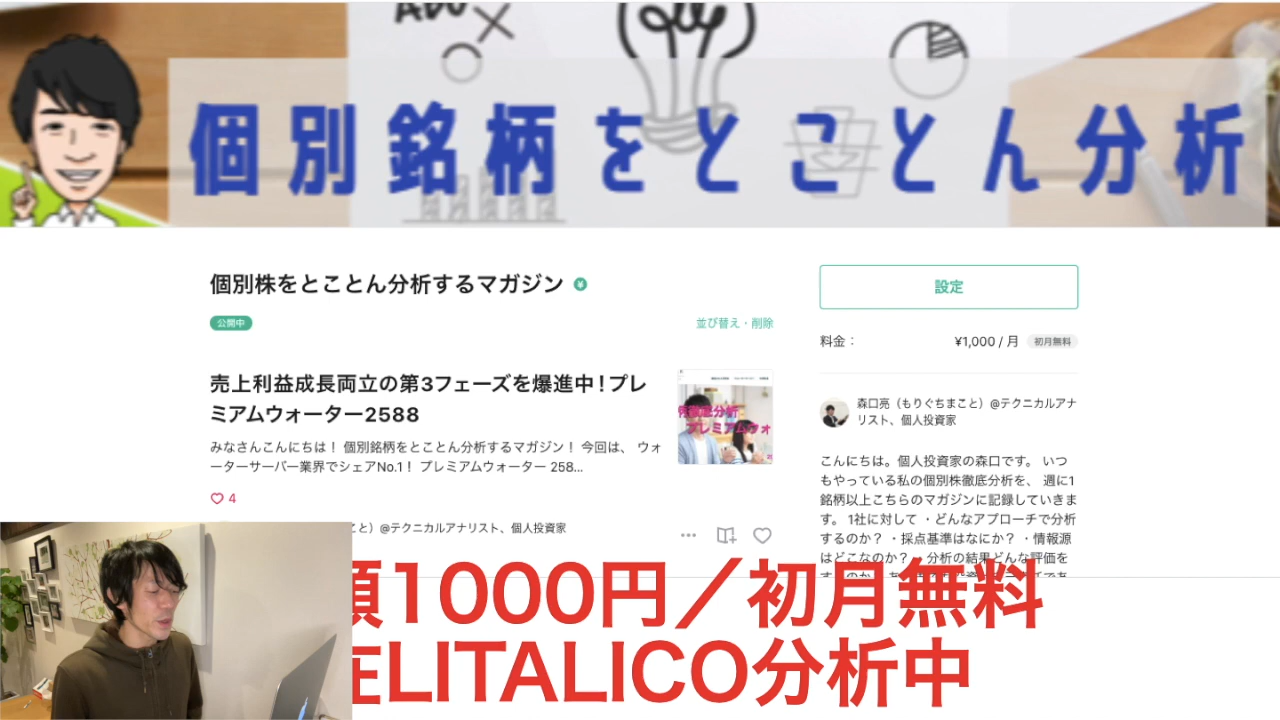 個別銘柄をとことん分析
個別株をとことん分析するマガジン ¥
公開中
並び替え・削除
設定
料金：
¥1,000 / 月
初月無料
売上利益成長両立の第3フェーズを爆進中！プレ
ミアムウォーター2588
みなさんこんにちは！ 個別銘柄をとことん分析するマガジン！ 今回は、 ウォ
ーターサーバー業界でシェアNo.1！ プレミアムウォーター 258...
4
こと）@テクニカルアナリスト、個人投資家
森口亮（もりぐちまこと）@テクニカルアナ
リスト、個人投資家
こんにちは。個人投資家の森口です。 いつ
もやっている私の個別株徹底分析を、 週に1
銘柄以上こちらのマガジンに記録していきま
す。 1社に対して ・どんなアプローチで分析
するのか？ ・採点基準はなにか？ ・情報源
はどこなのか？ ・分析の結果どんな評価を
額1000円／初月無料
在LITALICO分析中